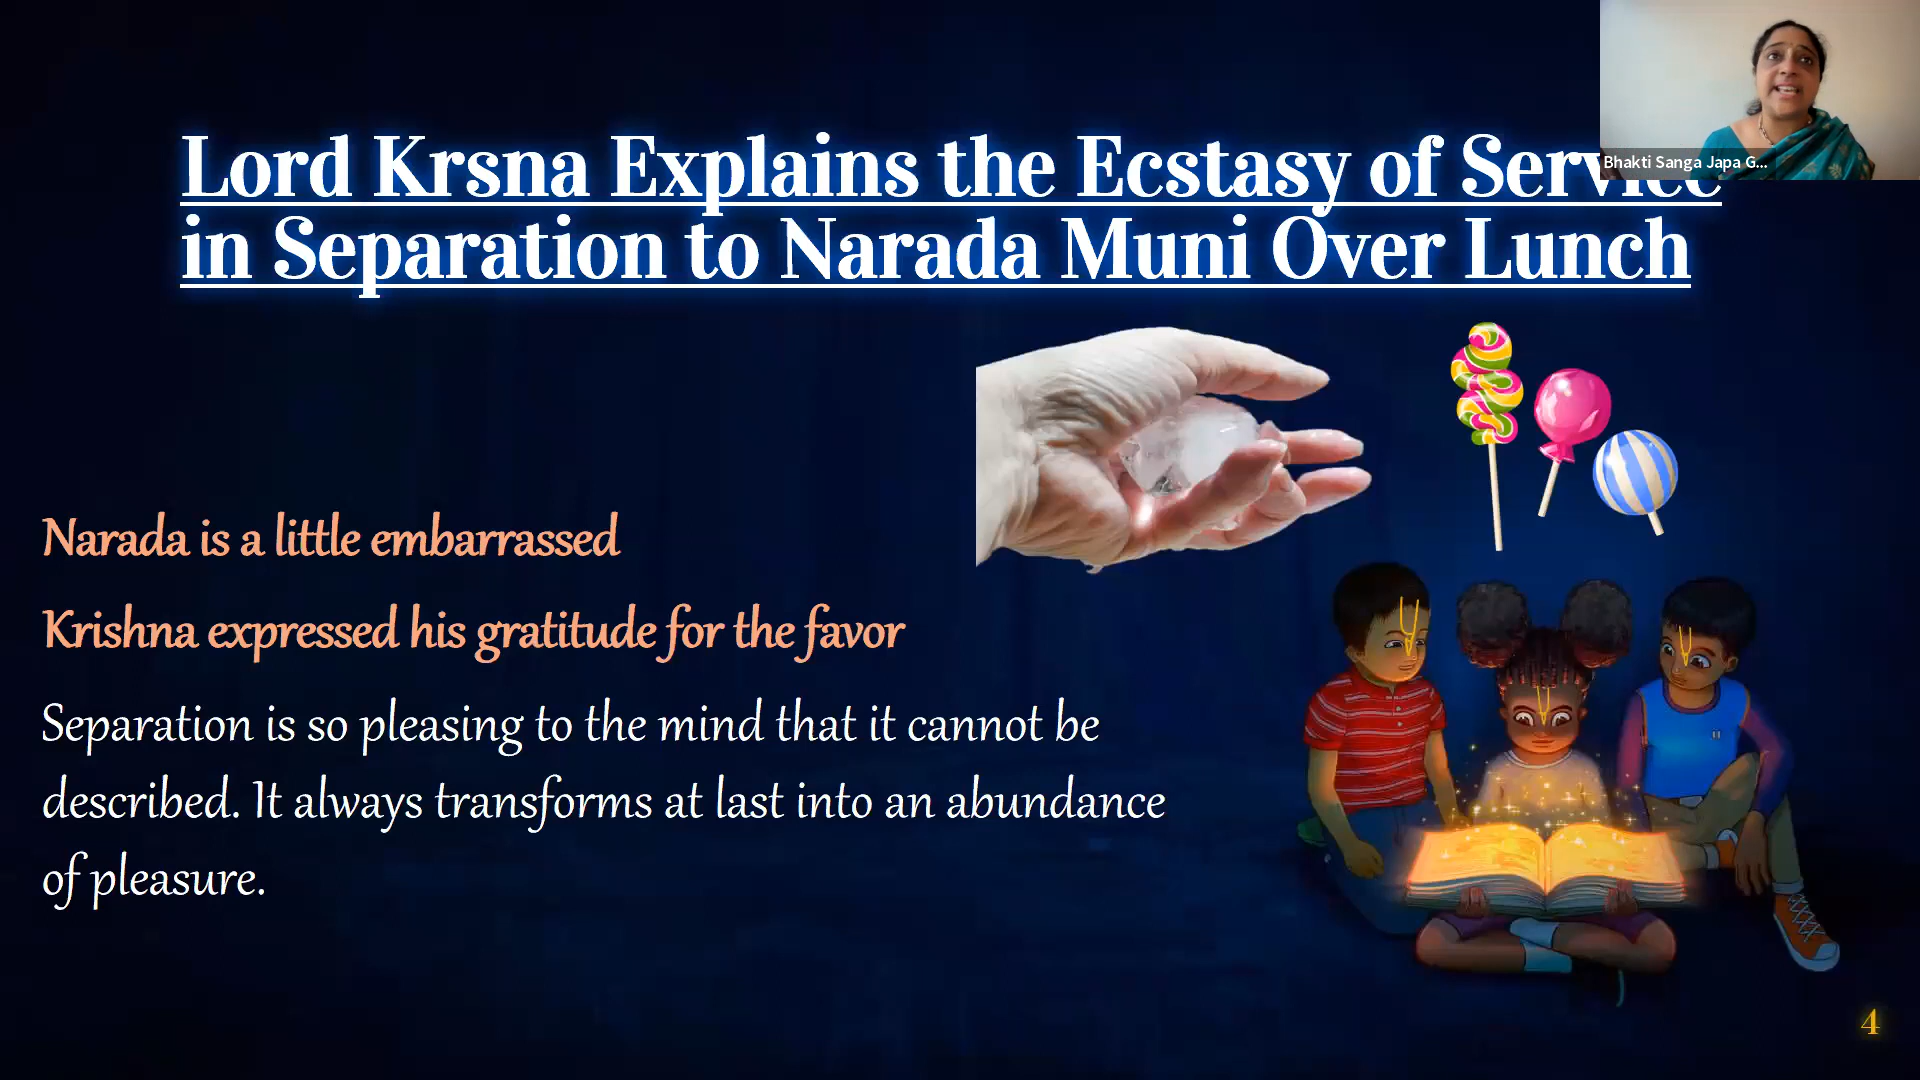 Lord Krsna Explains the Ecstasy of Service
in Separation to Narada Muni Over Lunch
Bhakti Sanga Japa G...
Narada is a little embarrassed
Krishna expressed his gratitude for the favor
Separation is so pleasing to the mind that it cannot be
described. It always transforms at last into an abundance
of pleasure.
4